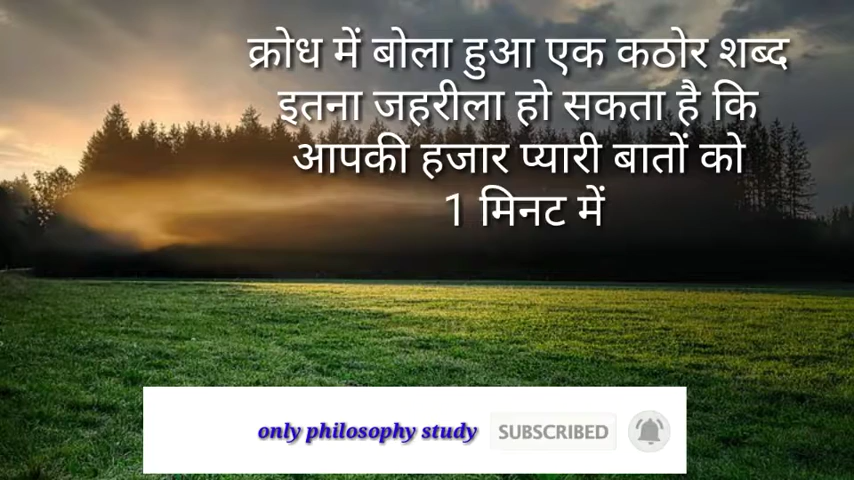 क्रोध में बोला हुआ एक कठोर शब्द
इतना जहरीला हो सकता है कि
आपकी हजार प्यारी बातों को
1 मिनट में
only philosophy study SUBSCRIBED